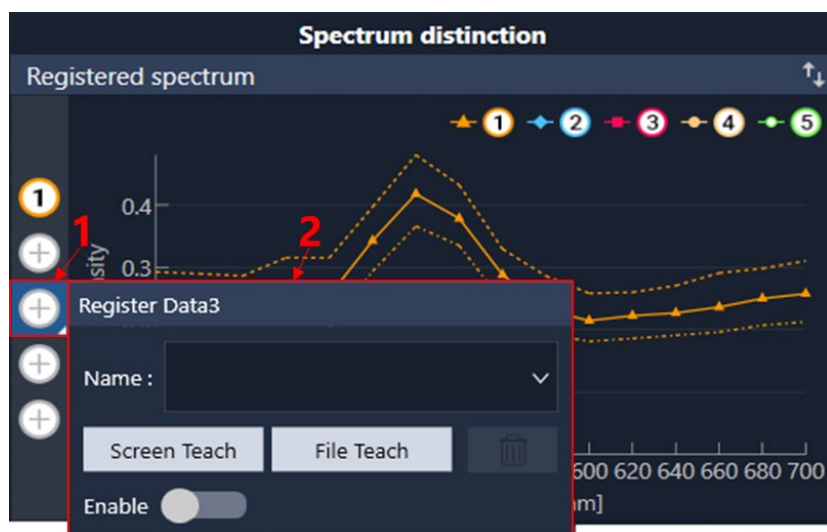 Spectrum distinction
Registered spectrum
1 2 3 4 5
1
0.4
1
2
0.3
Register Data3
Name :
Screen Teach File Teach
600 620 640 660 680 700
Enable